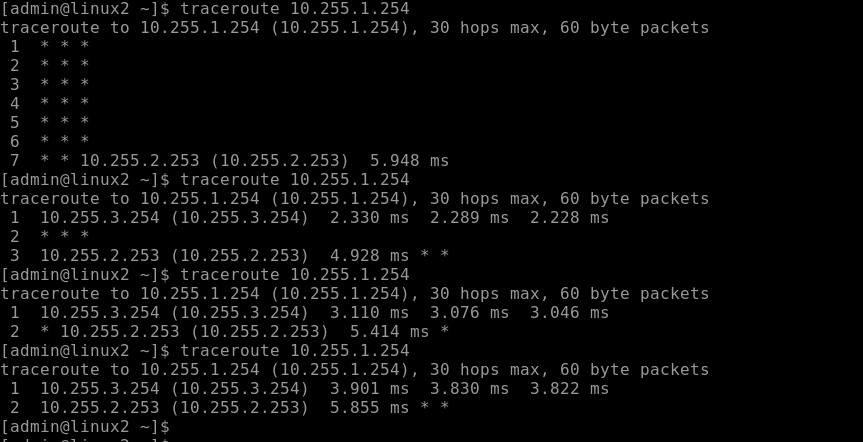 [admin@linux2 ~]$ traceroute 10.255.1.254
traceroute to 10.255.1.254 (10.255.1.254), 30 hops max, 60 byte packets
 1  * * *
 2  * * *
 3  * * *
 4  * * *
 5  * * *
 6  * * *
 7  * * 10.255.2.253 (10.255.2.253)  5.948 ms
[admin@linux2 ~]$ traceroute 10.255.1.254
traceroute to 10.255.1.254 (10.255.1.254), 30 hops max, 60 byte packets
 1  10.255.3.254 (10.255.3.254)  2.330 ms  2.289 ms  2.228 ms
 2  * * *
 3  10.255.2.253 (10.255.2.253)  4.928 ms * *
[admin@linux2 ~]$ traceroute 10.255.1.254
traceroute to 10.255.1.254 (10.255.1.254), 30 hops max, 60 byte packets
 1  10.255.3.254 (10.255.3.254)  3.110 ms  3.076 ms  3.046 ms
 2  * 10.255.2.253 (10.255.2.253)  5.414 ms *
[admin@linux2 ~]$ traceroute 10.255.1.254
traceroute to 10.255.1.254 (10.255.1.254), 30 hops max, 60 byte packets
 1  10.255.3.254 (10.255.3.254)  3.901 ms  3.830 ms  3.822 ms
 2  10.255.2.253 (10.255.2.253)  5.855 ms * *
[admin@linux2 ~]$